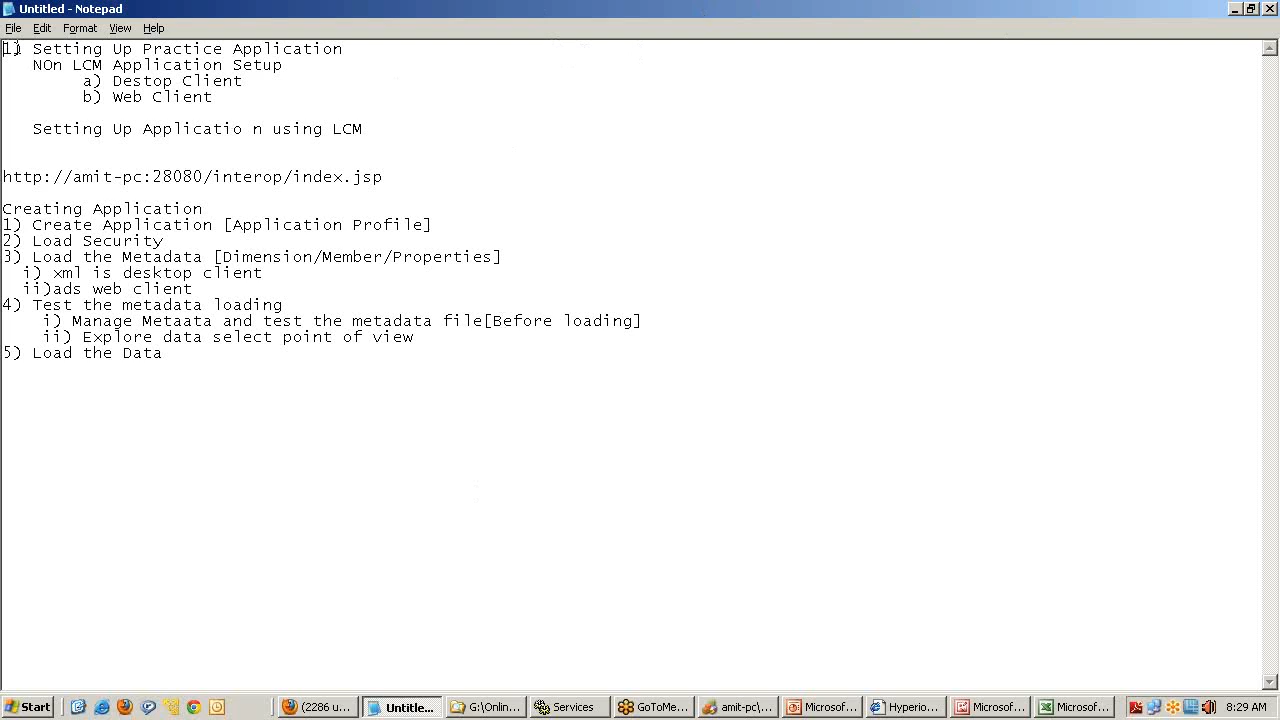 Untitled - Notepad
File Edit Format View Help
1) Setting Up Practice Application
NOn LCM Application Setup
a) Destop Client
b) Web Client
Setting Up Applicatio n using LCM
http://amit-pc:28080/interop/index.jsp
Creating Application
1) Create Application [Application Profile]
2) Load Security
3) Load the Metadata [Dimension/Member/Properties]
i) xml is desktop client
ii)ads web client
4) Test the metadata loading
i) Manage Metaata and test the metadata file[Before loading]
ii) Explore data select point of view
5) Load the Data
Start (2286 u... Untitle... G:\Onlin... Services GoToMe... amit-pc\... Microsof... Hyperio... Microsof... Microsof... 8:29 AM